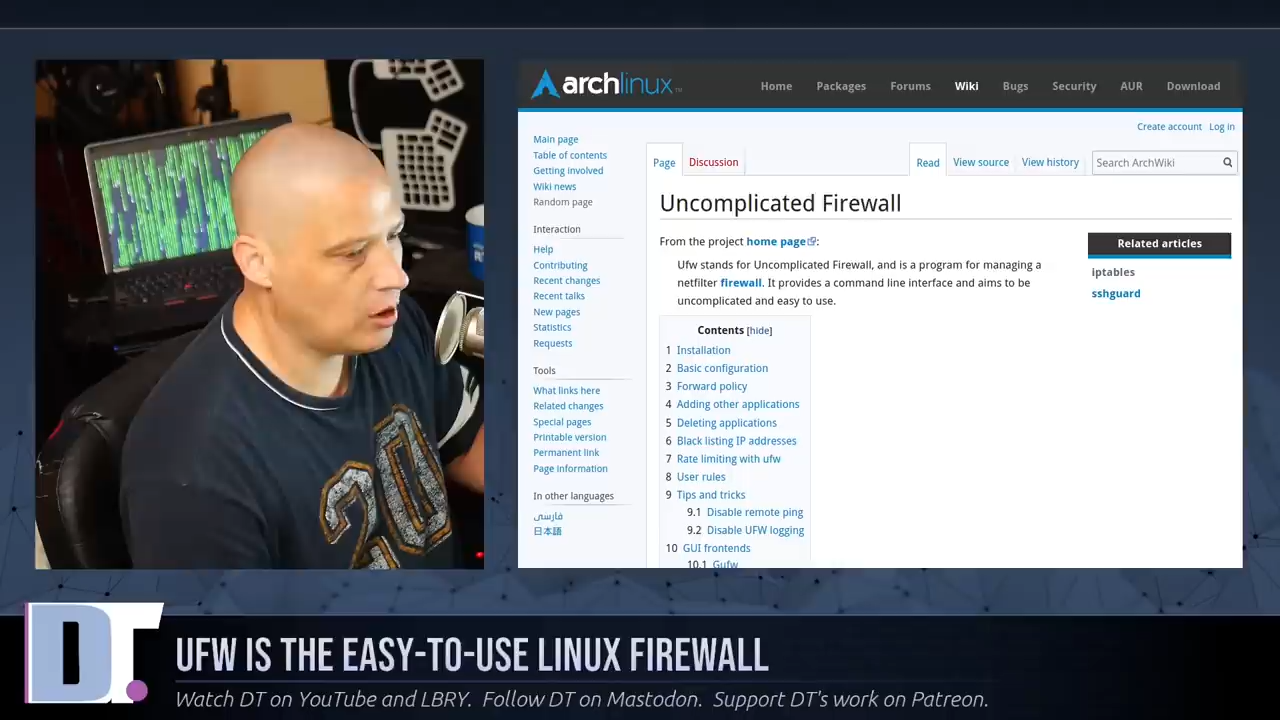 archlinux
Home Packages Forums Wiki Bugs Security AUR Download
Create account Log in
Main page
Table of contents
Getting involved
Wiki news
Random page
Interaction
Help
Contributing
Recent changes
Recent talks
New pages
Statistics
Requests
Tools
What links here
Related changes
Special pages
Printable version
Permanent link
Page information
In other languages
فارسی
日本語
Page Discussion Read View source View history Search ArchWiki
Uncomplicated Firewall
From the project home page:
Ufw stands for Uncomplicated Firewall, and is a program for managing a
netfilter firewall. It provides a command line interface and aims to be
uncomplicated and easy to use.
Related articles
iptables
sshguard
Contents [hide]
1 Installation
2 Basic configuration
3 Forward policy
4 Adding other applications
5 Deleting applications
6 Black listing IP addresses
7 Rate limiting with ufw
8 User rules
9 Tips and tricks
9.1 Disable remote ping
9.2 Disable UFW logging
10 GUI frontends
10.1 Gufw
20
DT.
UFW IS THE EASY-TO-USE LINUX FIREWALL
Watch DT on YouTube and LBRY. Follow DT on Mastodon. Support DT's work on Patreon.